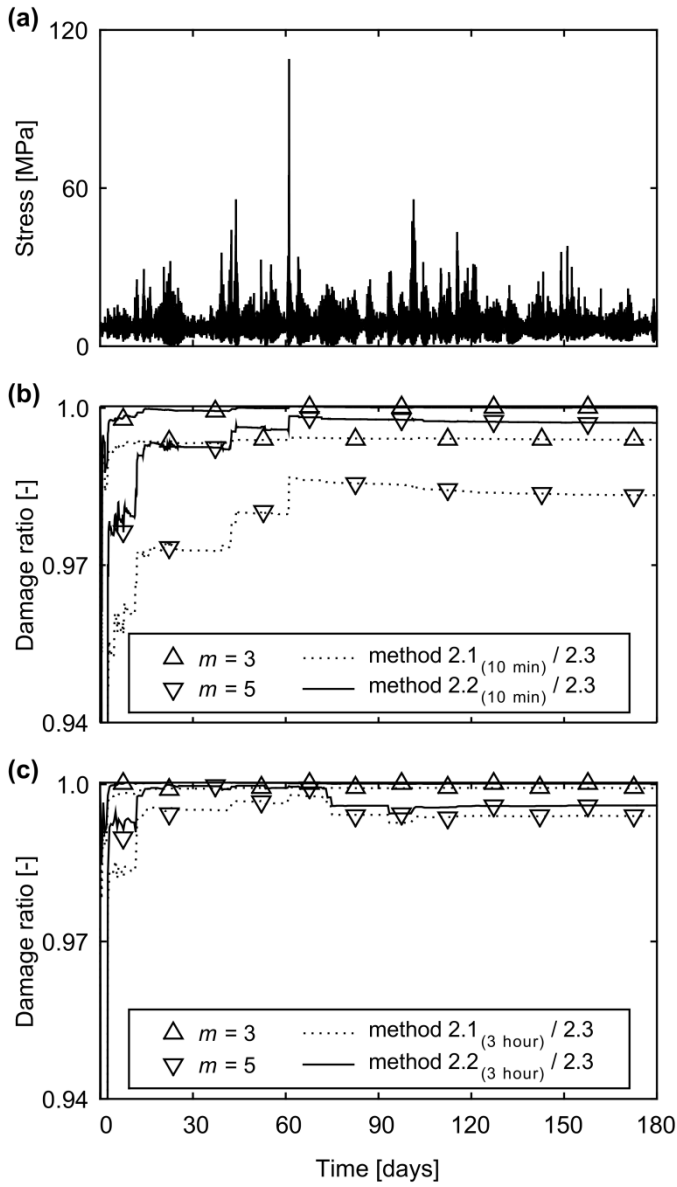 (a)
120
60
0
Stress [MPa]
(b)
1.0
0.97
0.94
Damage ratio [-]
m = 3 method 2.1(10 min) / 2.3
m = 5 method 2.2(10 min) / 2.3
(c)
1.0
0.97
0.94
Damage ratio [-]
m = 3 method 2.1(3 hour) / 2.3
m = 5 method 2.2(3 hour) / 2.3
0 30 60 90 120 150 180
Time [days]